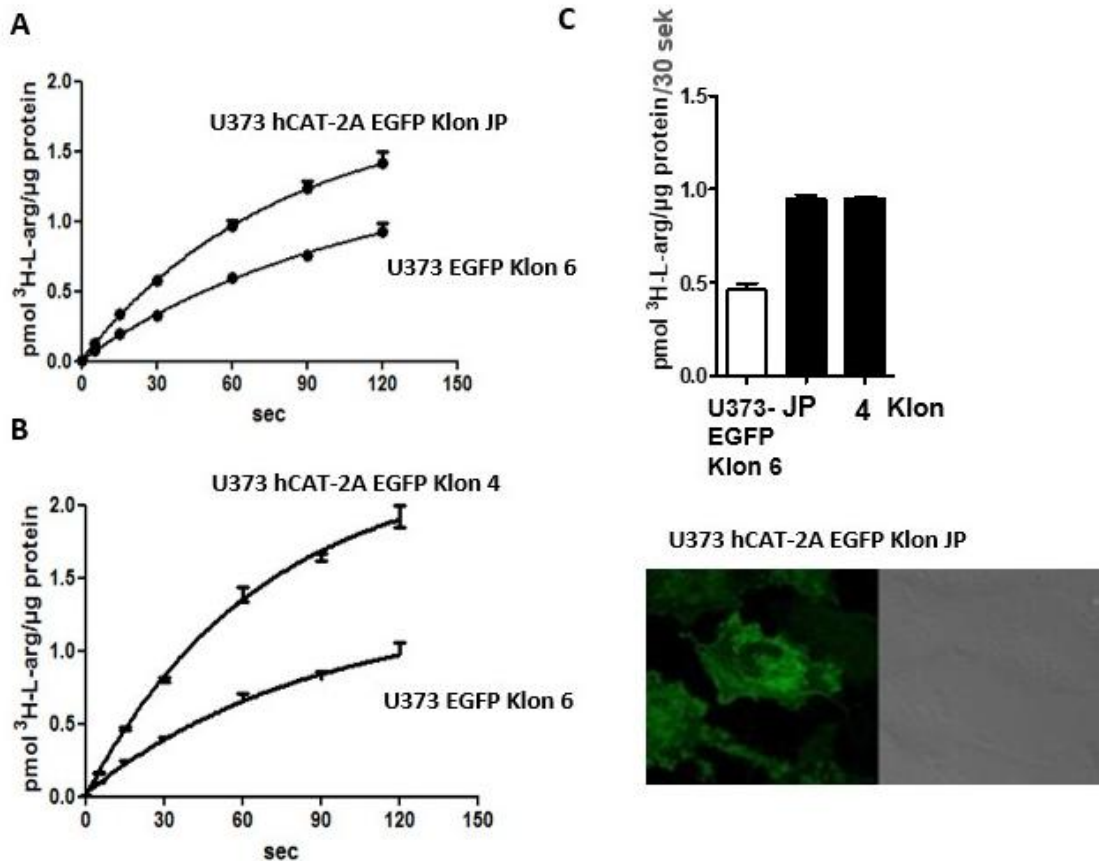 A
pmol ³H-L-arg/µg protein
2.0
1.5
1.0
0.5
0.0
U373 hCAT-2A EGFP Klon JP
U373 EGFP Klon 6
0 30 60 90 120 150
sec
B
pmol ³H-L-arg/µg protein
U373 hCAT-2A EGFP Klon 4
2.0
1.5
1.0
0.5
0.0
U373 EGFP Klon 6
0 30 60 90 120 150
sec
C
pmol ³H-L-arg/µg protein/30 sek
1.5
1.0
0.5
0.0
U373- JP 4 Klon
EGFP
Klon 6
U373 hCAT-2A EGFP Klon JP